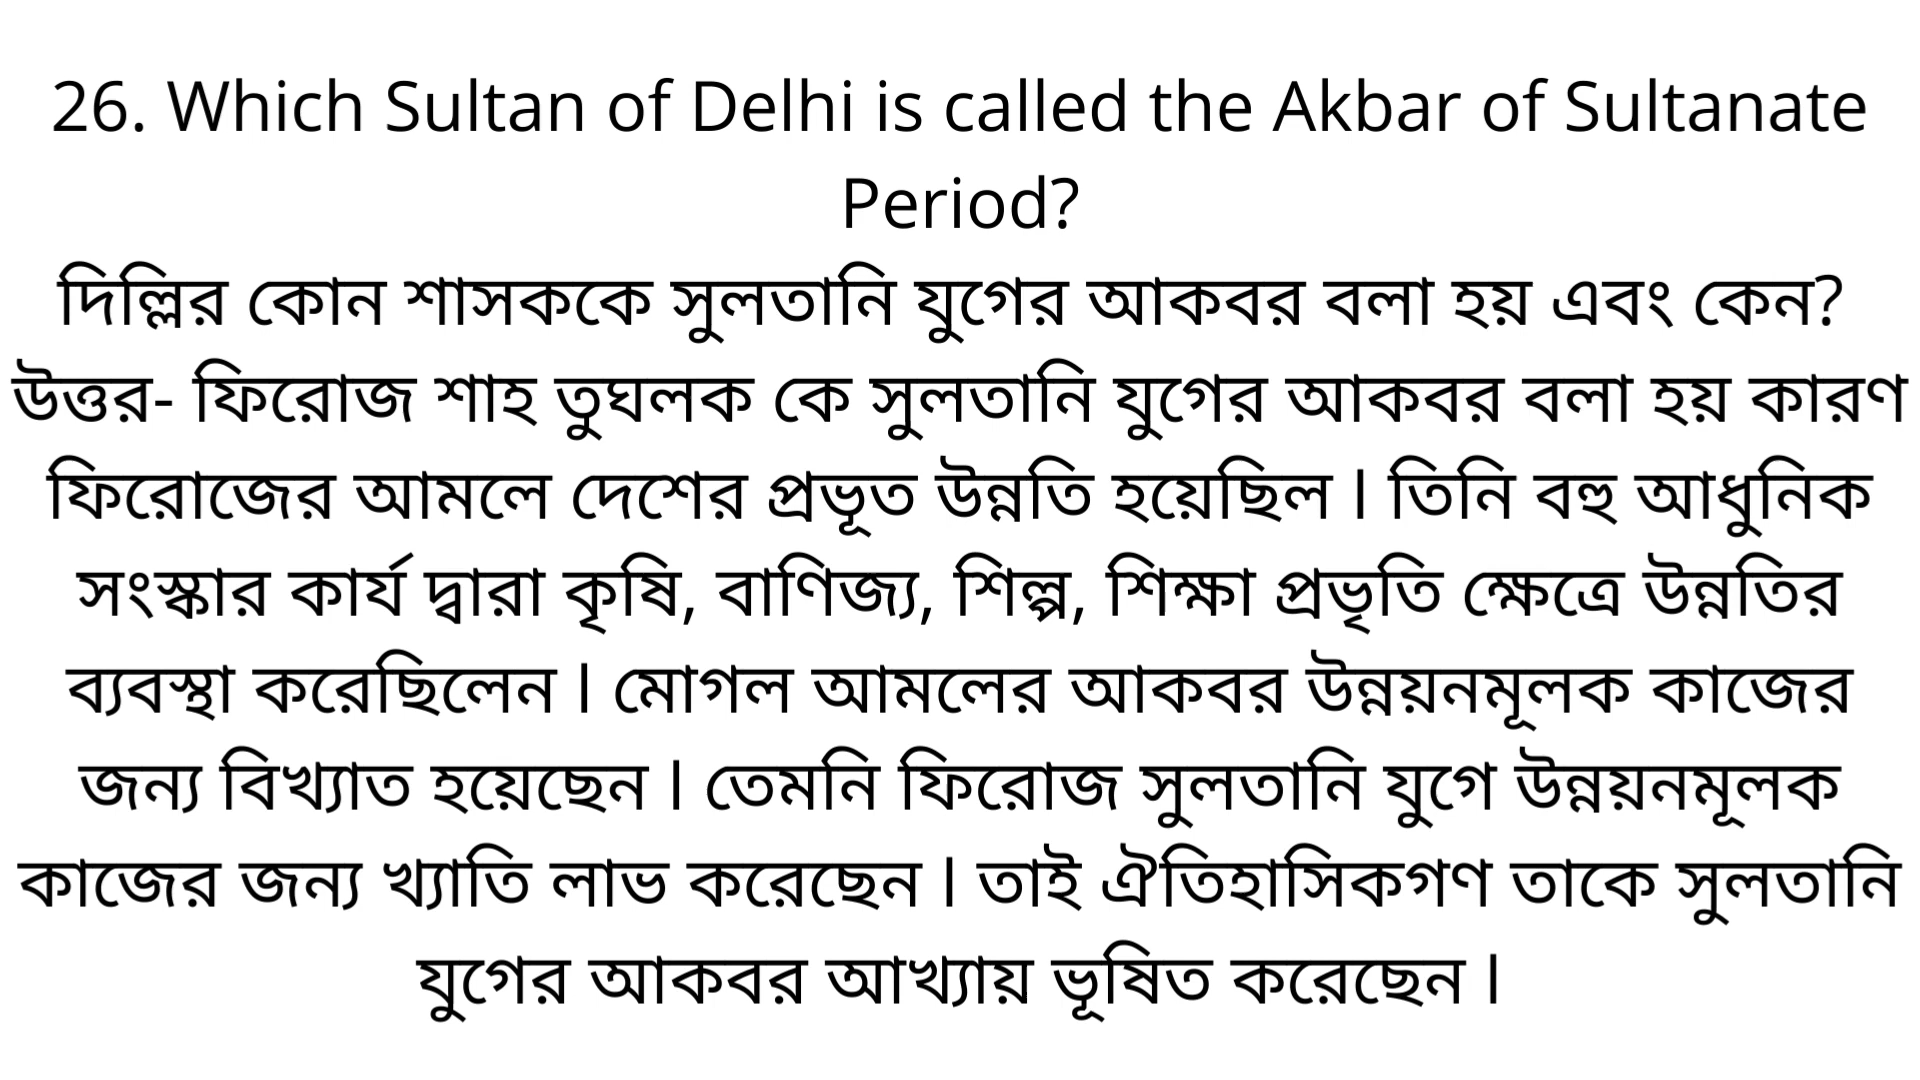 26. Which Sultan of Delhi is called the Akbar of Sultanate
Period?
দিল্লির কোন শাসককে সুলতানি যুগের আকবর বলা হয় এবং কেন?
উত্তর- ফিরোজ শাহ তুঘলক কে সুলতানি যুগের আকবর বলা হয় কারণ
ফিরোজের আমলে দেশের প্রভূত উন্নতি হয়েছিল l তিনি বহু আধুনিক
সংস্কার কার্য দ্বারা কৃষি, বাণিজ্য, শিল্প, শিক্ষা প্রভৃতি ক্ষেত্রে উন্নতির
ব্যবস্থা করেছিলেন l মোগল আমলের আকবর উন্নয়নমূলক কাজের
জন্য বিখ্যাত হয়েছেন l তেমনি ফিরোজ সুলতানি যুগে উন্নয়নমূলক
কাজের জন্য খ্যাতি লাভ করেছেন l তাই ঐতিহাসিকগণ তাকে সুলতানি
যুগের আকবর আখ্যায় ভূষিত করেছেন l